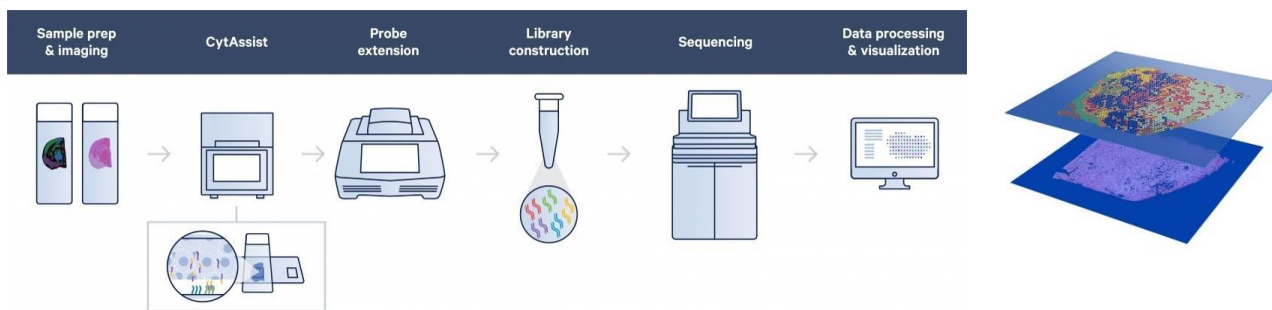 Sample prep
& imaging
CytAssist
Probe
extension
Library
construction
Sequencing
Data processing
& visualization